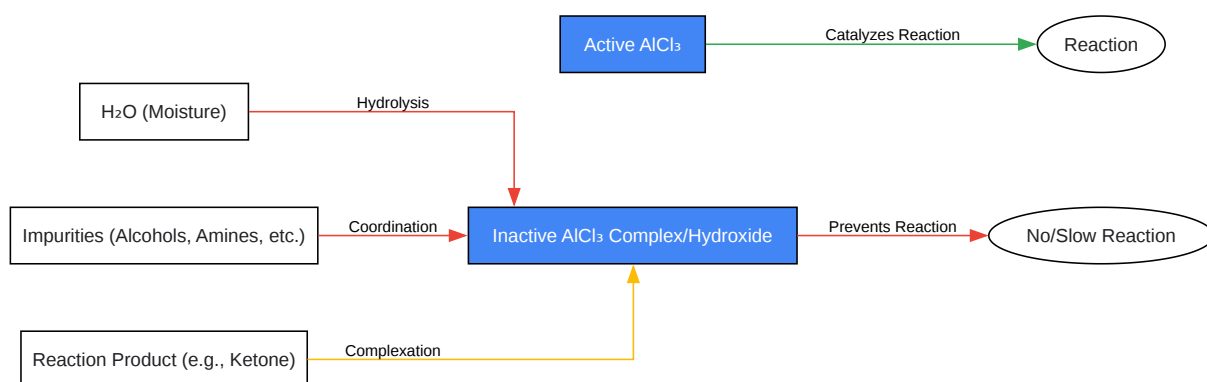 Active AlCl₃
Catalyzes Reaction
Reaction
H₂O (Moisture)
Hydrolysis
Impurities (Alcohols, Amines, etc.)
Coordination
Inactive AlCl₃ Complex/Hydroxide
Prevents Reaction
No/Slow Reaction
Reaction Product (e.g., Ketone)
Complexation